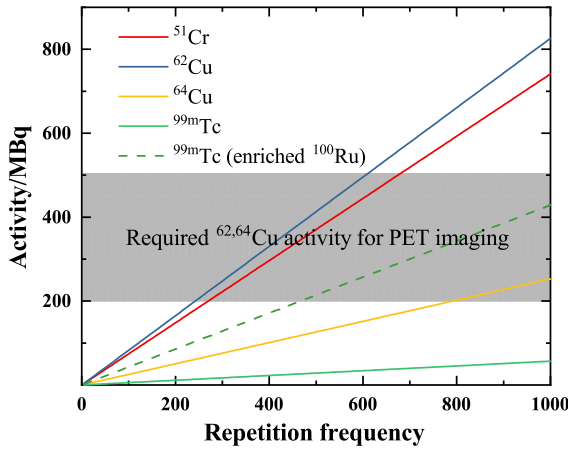 Activity/MBq
800
600
400
200
0
⁵¹Cr
⁶²Cu
⁶⁴Cu
⁹⁹ᵐTc
⁹⁹ᵐTc (enriched ¹⁰⁰Ru)
Required ⁶²,⁶⁴Cu activity for PET imaging
0 200 400 600 800 1000
Repetition frequency